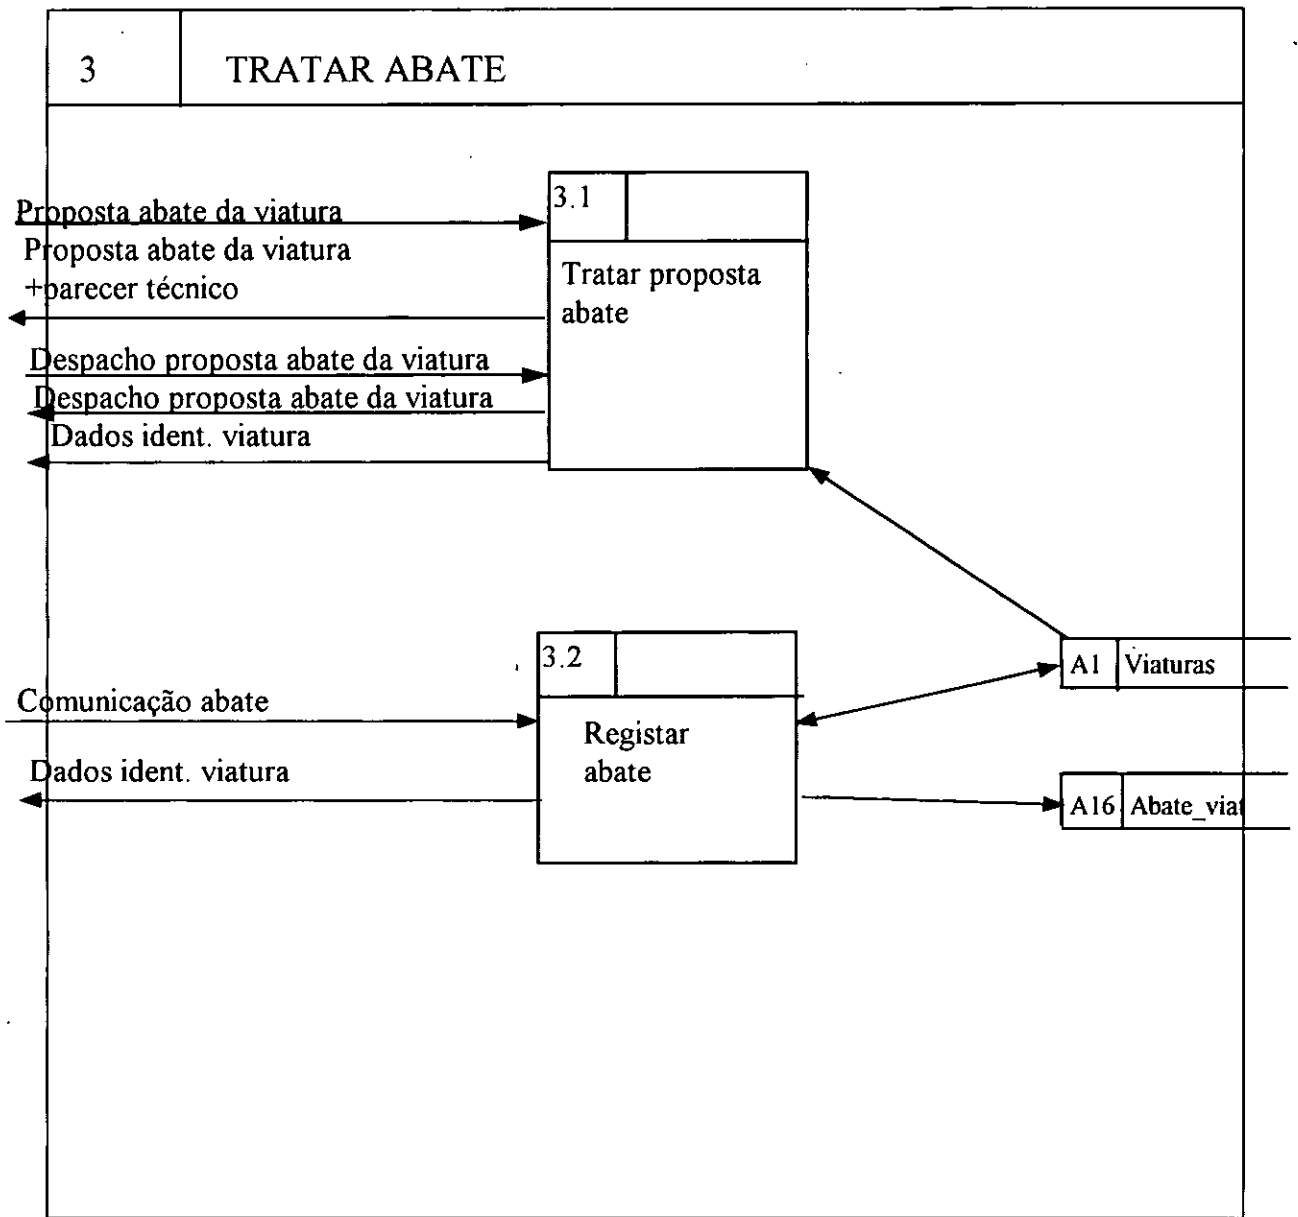 3 TRATAR ABATE
3.1
Proposta abate da viatura
Proposta abate da viatura
+parecer técnico
Tratar proposta
abate
Despacho proposta abate da viatura
Despacho proposta abate da viatura
Dados ident. viatura
3.2
A1 Viaturas
Comunicação abate
Registar
abate
Dados ident. viatura
A16 Abate_viat